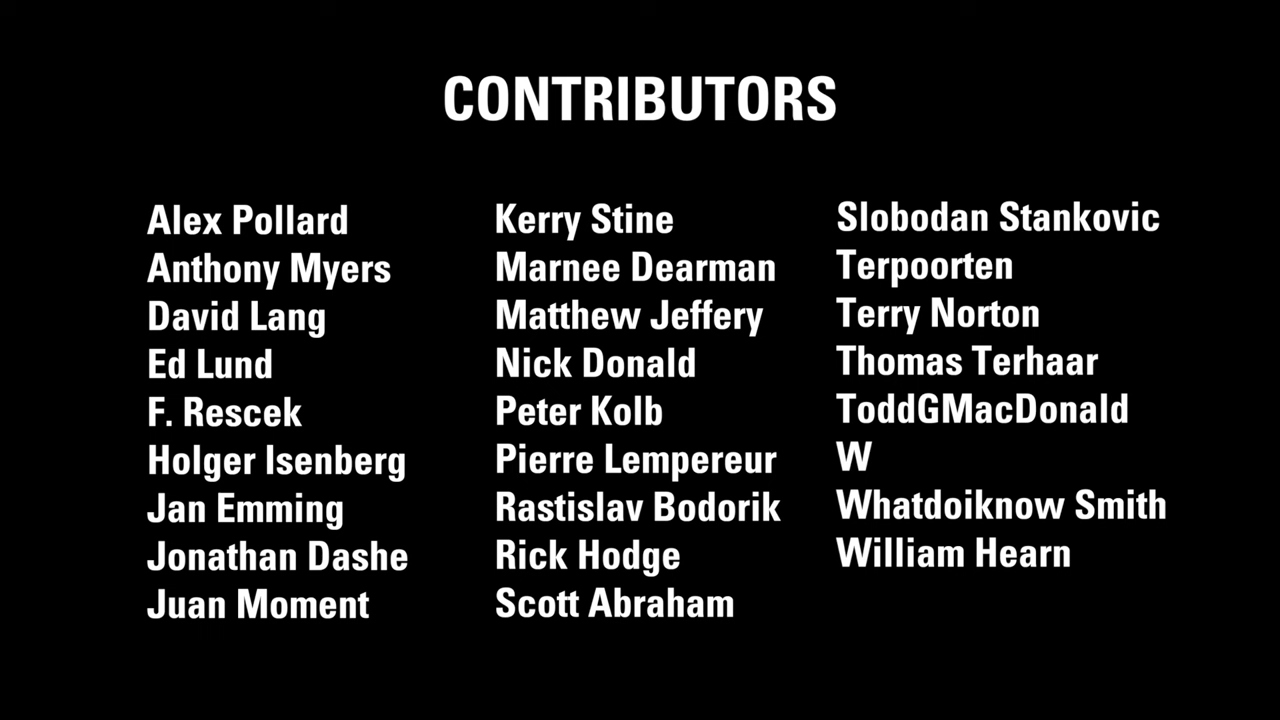 CONTRIBUTORS
Alex Pollard
Anthony Myers
David Lang
Ed Lund
F. Rescek
Holger Isenberg
Jan Emming
Jonathan Dashe
Juan Moment
Kerry Stine
Marnee Dearman
Matthew Jeffery
Nick Donald
Peter Kolb
Pierre Lempereur
Rastislav Bodorik
Rick Hodge
Scott Abraham
Slobodan Stankovic
Terpoorten
Terry Norton
Thomas Terhaar
ToddGMacDonald
W
Whatdoiknow Smith
William Hearn